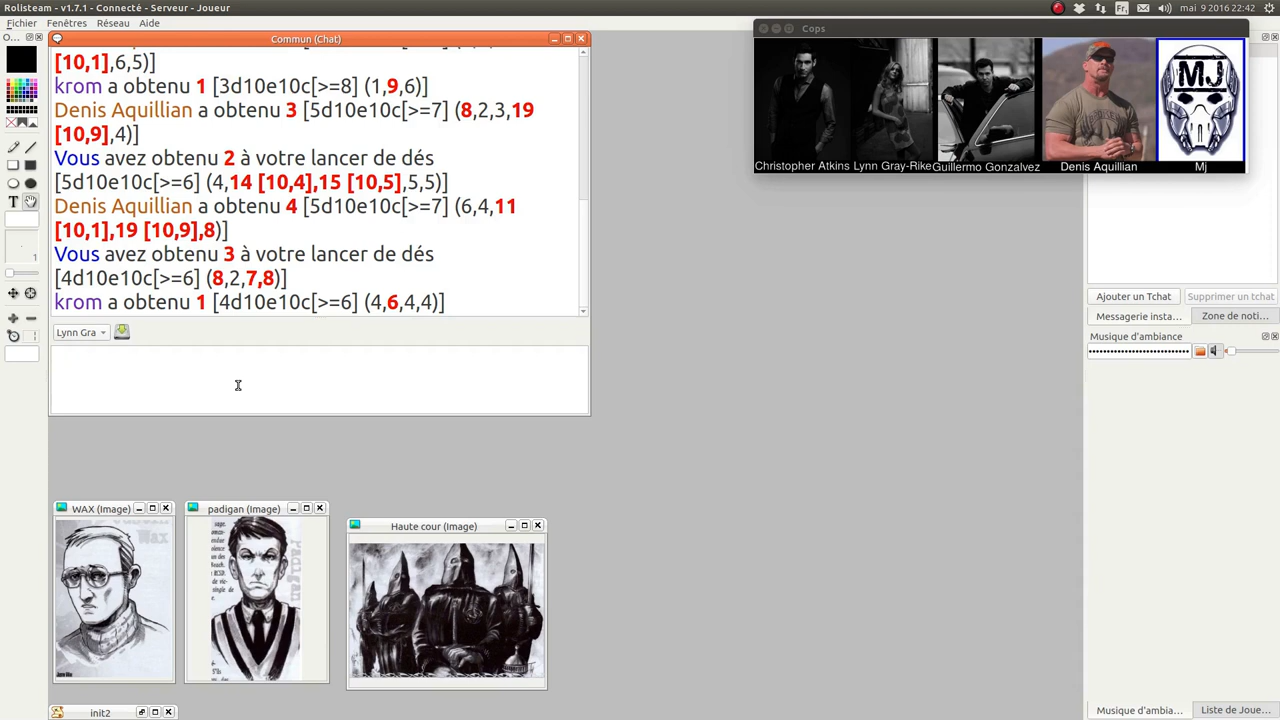 Rolisteam - v1.7.1 - Connecté - Serveur - Joueur
Fr
mai 9 2016 22:42
Fichier Fenêtres Réseau Aide
O...
Commun (Chat)
[10,1],6,5)]
krom a obtenu 1 [3d10e10c[>=8] (1,9,6)]
Denis Aquillian a obtenu 3 [5d10e10c[>=7] (8,2,3,19
[10,9],4)]
Vous avez obtenu 2 à votre lancer de dés
[5d10e10c[>=6] (4,14 [10,4],15 [10,5],5,5)]
Denis Aquillian a obtenu 4 [5d10e10c[>=7] (6,4,11
[10,1],19 [10,9],8)]
Vous avez obtenu 3 à votre lancer de dés
[4d10e10c[>=6] (8,2,7,8)]
krom a obtenu 1 [4d10e10c[>=6] (4,6,4,4)]
Lynn Gra
T
1
Cops
MJ
Christopher Atkins Lynn Gray-Rike Guillermo Gonzalvez Denis Aquillian Mj
Ajouter un Tchat Supprimer un tchat
Messagerie insta... Zone de noti...
Musique d'ambiance
WAX (Image)
padigan (Image)
Haute cour (Image)
init2
Musique d'ambia... Liste de Joue...